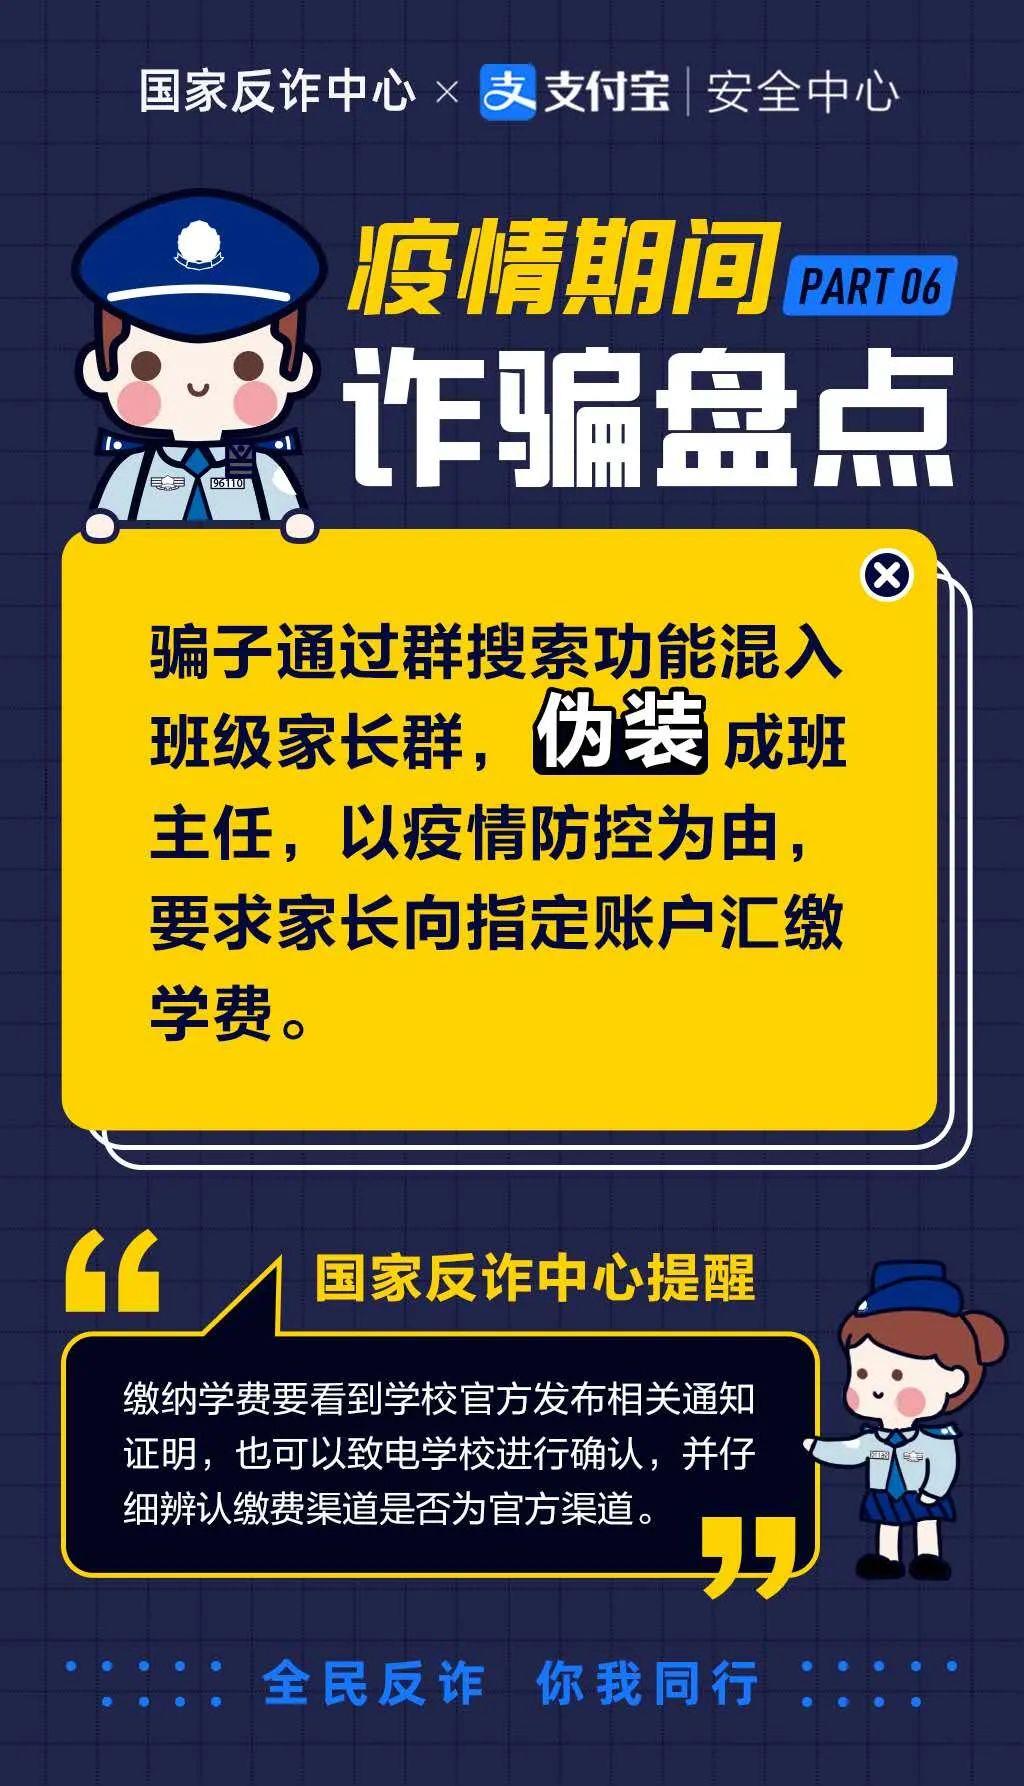 国家反诈中心 × 支 支付宝 | 安全中心
疫情期间 PART 06
诈骗盘点
96110
骗子通过群搜索功能混入
班级家长群，伪装成班
主任，以疫情防控为由，
要求家长向指定账户汇缴
学费。
国家反诈中心提醒
缴纳学费要看到学校官方发布相关通知
证明，也可以致电学校进行确认，并仔
细辨认缴费渠道是否为官方渠道。
全民反诈 你我同行